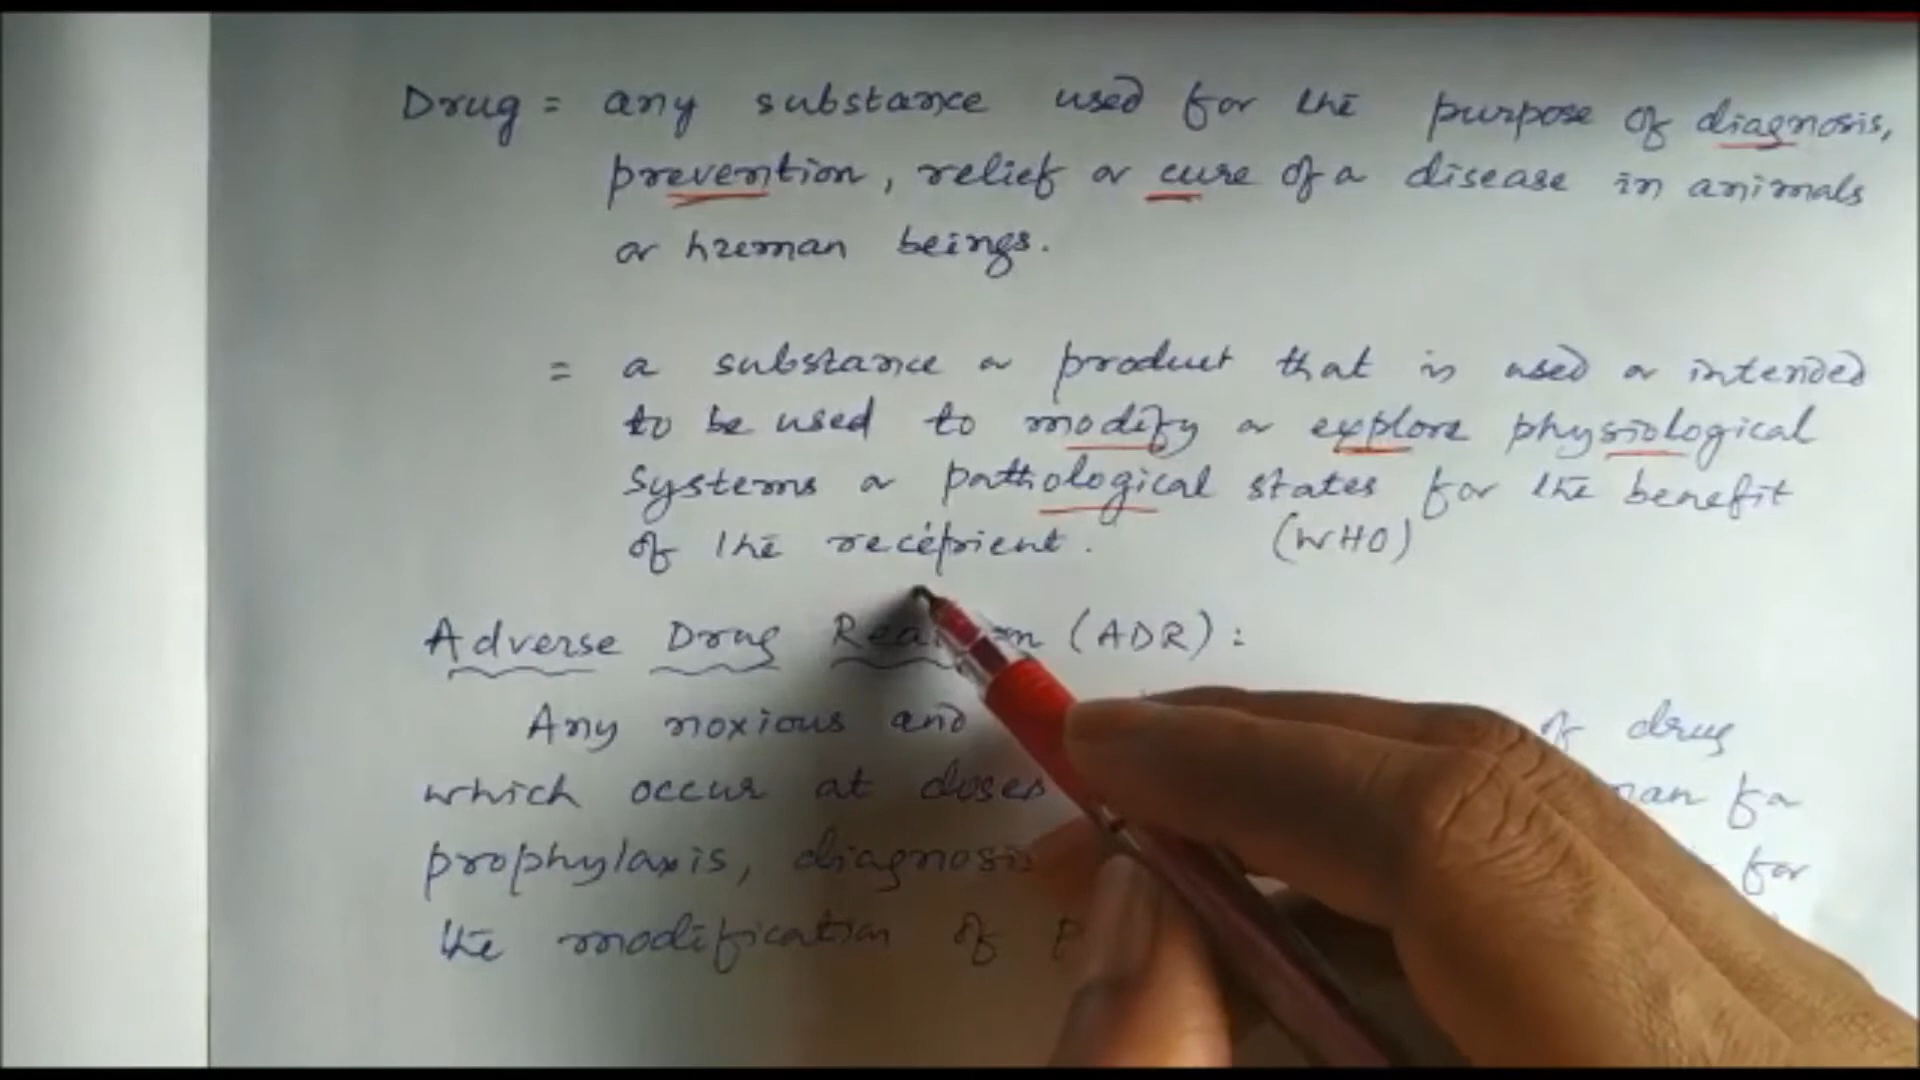 Drug = any substance used for the purpose of diagnosis,
prevention, relief or cure of a disease in animals
or human beings.
= a substance or product that is used or intended
to be used to modify or explore physiological
systems or pathological states for the benefit
of the recepient. (WHO)
Adverse Drug (ADR):
Any noxious and of drug
which occur at doses for
prophylaxis, diagnosis for
the modification of